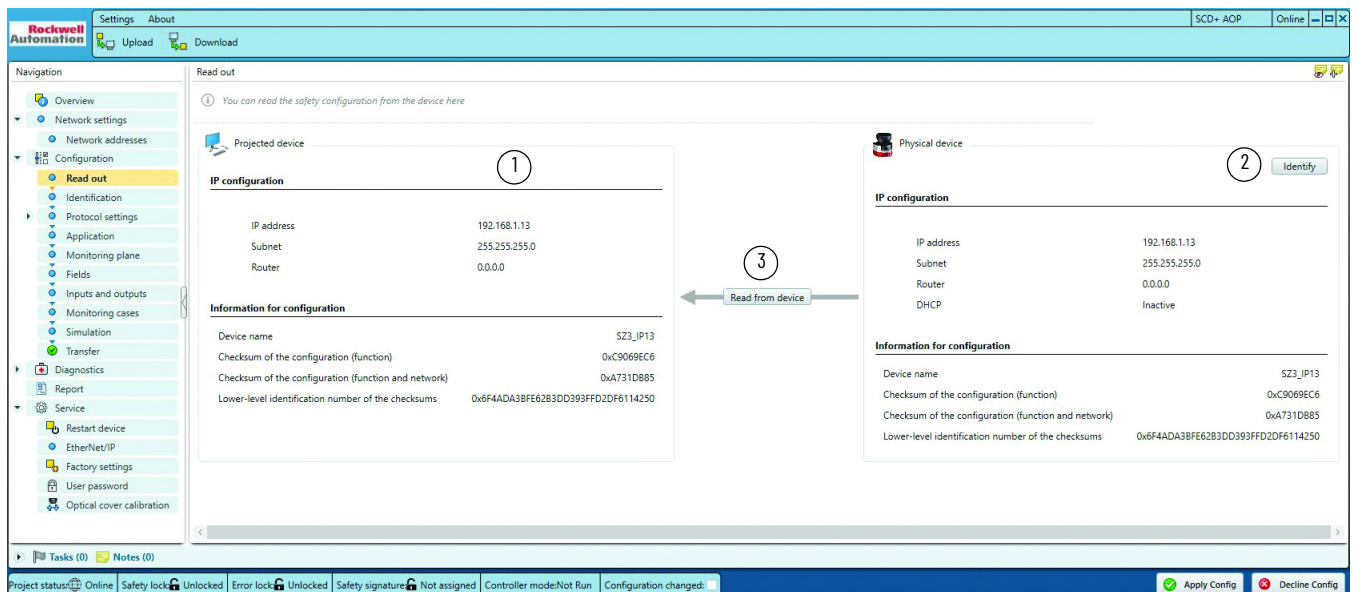 Rockwell
Automation
Settings About
SCD+ AOP
Online
Upload Download
Navigation
Overview
Network settings
Network addresses
Configuration
Read out
Identification
Protocol settings
Application
Monitoring plane
Fields
Inputs and outputs
Monitoring cases
Simulation
Transfer
Diagnostics
Report
Service
Restart device
EtherNet/IP
Factory settings
User password
Optical cover calibration
Read out
You can read the safety configuration from the device here
Projected device
1
IP configuration
IP address 192.168.1.13
Subnet 255.255.255.0
Router 0.0.0.0
Information for configuration
Device name SZ3_IP13
Checksum of the configuration (function) 0xC9069EC6
Checksum of the configuration (function and network) 0xA731DB85
Lower-level identification number of the checksums 0x6F4ADA3BFE62B3DD393FFD2DF6114250
3
Read from device
Physical device
2
Identify
IP configuration
IP address 192.168.1.13
Subnet 255.255.255.0
Router 0.0.0.0
DHCP Inactive
Information for configuration
Device name SZ3_IP13
Checksum of the configuration (function) 0xC9069EC6
Checksum of the configuration (function and network) 0xA731DB85
Lower-level identification number of the checksums 0x6F4ADA3BFE62B3DD393FFD2DF6114250
Tasks (0) Notes (0)
Project status: Online Safety lock: Unlocked Error lock: Unlocked Safety signature: Not assigned Controller mode:Not Run Configuration changed:
Apply Config Decline Config